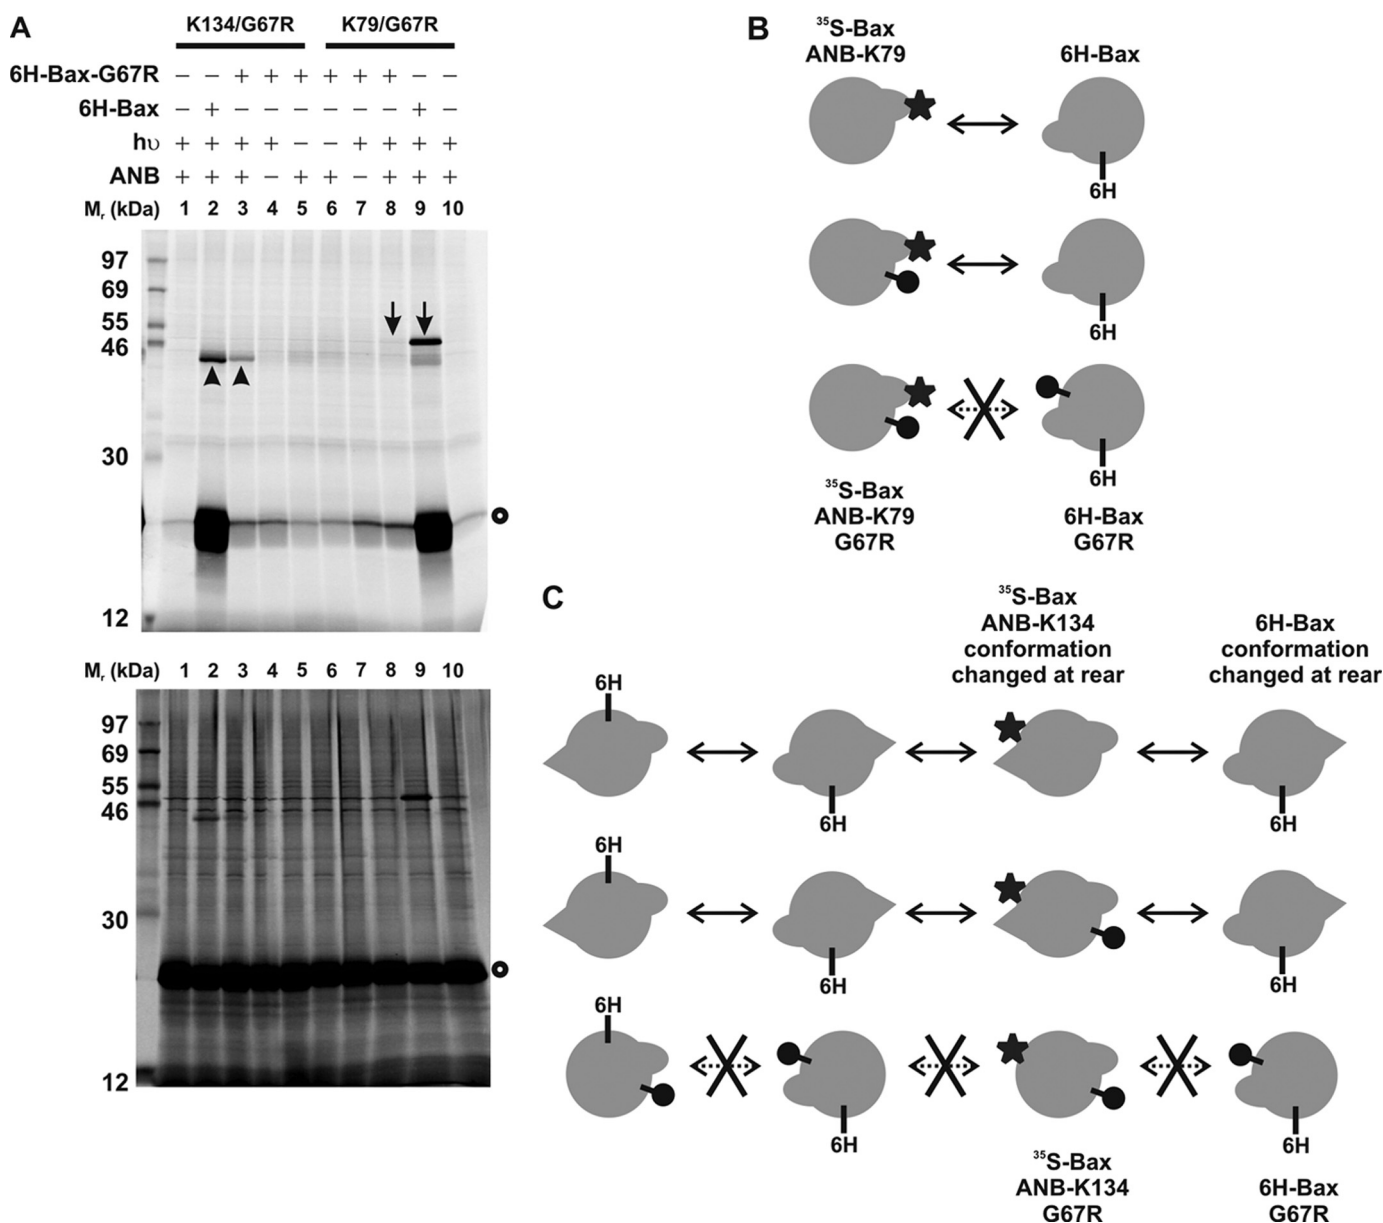 A
K134/G67R K79/G67R
6H-Bax-G67R − − + + + + + + − −
6H-Bax − + − − − − − − + −
hυ + + + + − − + + + +
ANB + + + − + + − + + +
Mr (kDa) 1 2 3 4 5 6 7 8 9 10
97
69
55
46
30
12
Mr (kDa) 1 2 3 4 5 6 7 8 9 10
97
69
55
46
30
12
B
35S-Bax
ANB-K79
6H-Bax
6H
6H
6H
35S-Bax
ANB-K79
G67R
6H-Bax
G67R
C
35S-Bax
ANB-K134
conformation
changed at rear
6H-Bax
conformation
changed at rear
6H
6H
6H
6H
6H
6H
6H
6H
6H
35S-Bax
ANB-K134
G67R
6H-Bax
G67R